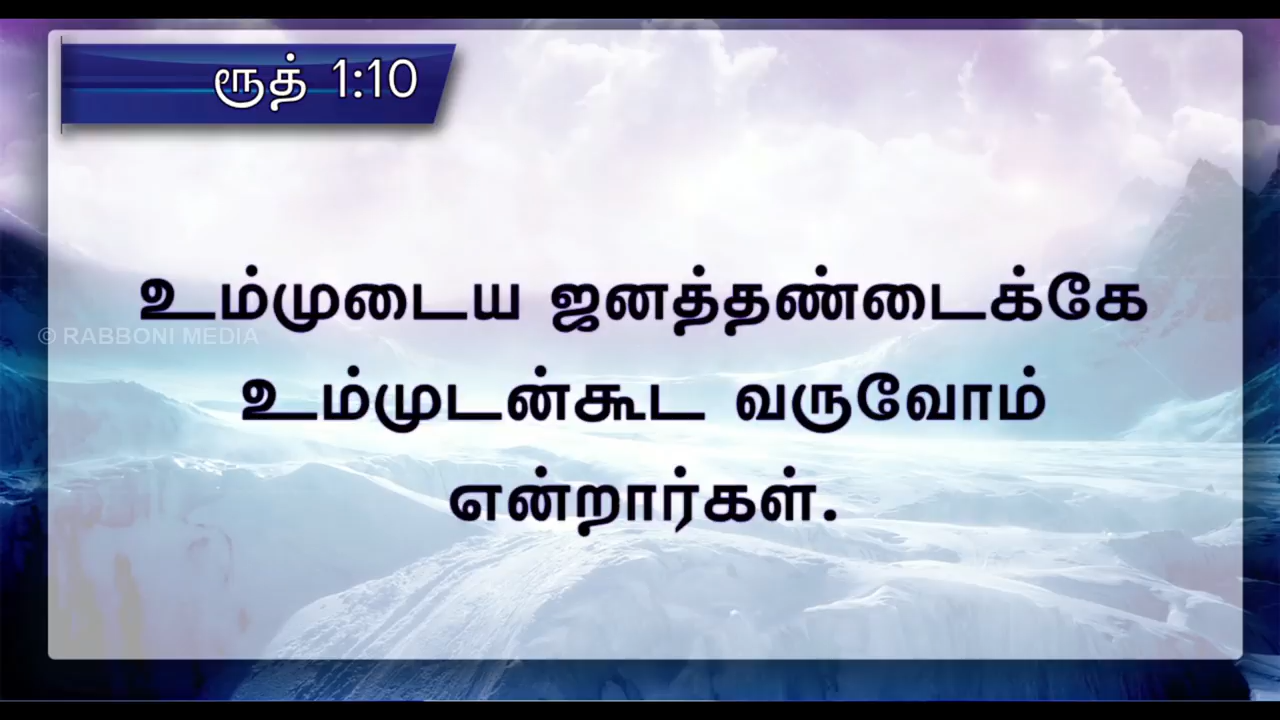 ரூத் 1:10
உம்முடைய ஜனத்தண்டைக்கே
© RABBONI MEDIA
உம்முடன்கூட வருவோம்
என்றார்கள்.